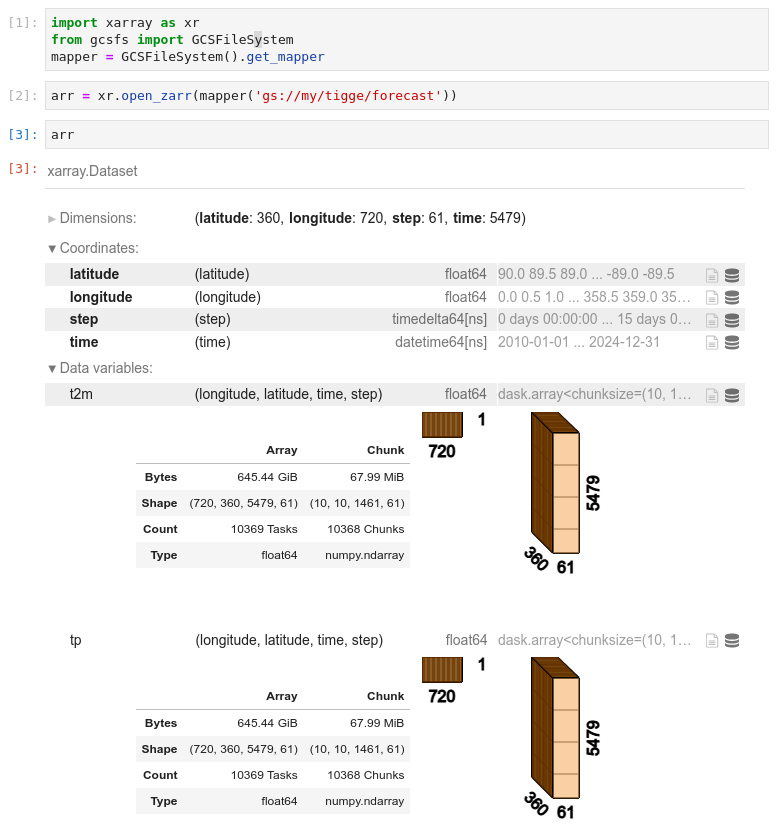 [1]: import xarray as xr
from gcsfs import GCSFileSystem
mapper = GCSFileSystem().get_mapper
[2]: arr = xr.open_zarr(mapper('gs://my/tigge/forecast'))
[3]: arr
[3]: xarray.Dataset
► Dimensions: (latitude: 360, longitude: 720, step: 61, time: 5479)
▼ Coordinates:
latitude (latitude) float64 90.0 89.5 89.0 ... -89.0 -89.5
longitude (longitude) float64 0.0 0.5 1.0 ... 358.5 359.0 35...
step (step) timedelta64[ns] 0 days 00:00:00 ... 15 days 0...
time (time) datetime64[ns] 2010-01-01 ... 2024-12-31
▼ Data variables:
t2m (longitude, latitude, time, step) float64 dask.array<chunksize=(10, 1...
Array Chunk
Bytes 645.44 GiB 67.99 MiB
Shape (720, 360, 5479, 61) (10, 10, 1461, 61)
Count 10369 Tasks 10368 Chunks
Type float64 numpy.ndarray
1
720
5479
360
61
tp (longitude, latitude, time, step) float64 dask.array<chunksize=(10, 1...
Array Chunk
Bytes 645.44 GiB 67.99 MiB
Shape (720, 360, 5479, 61) (10, 10, 1461, 61)
Count 10369 Tasks 10368 Chunks
Type float64 numpy.ndarray
1
720
5479
360
61